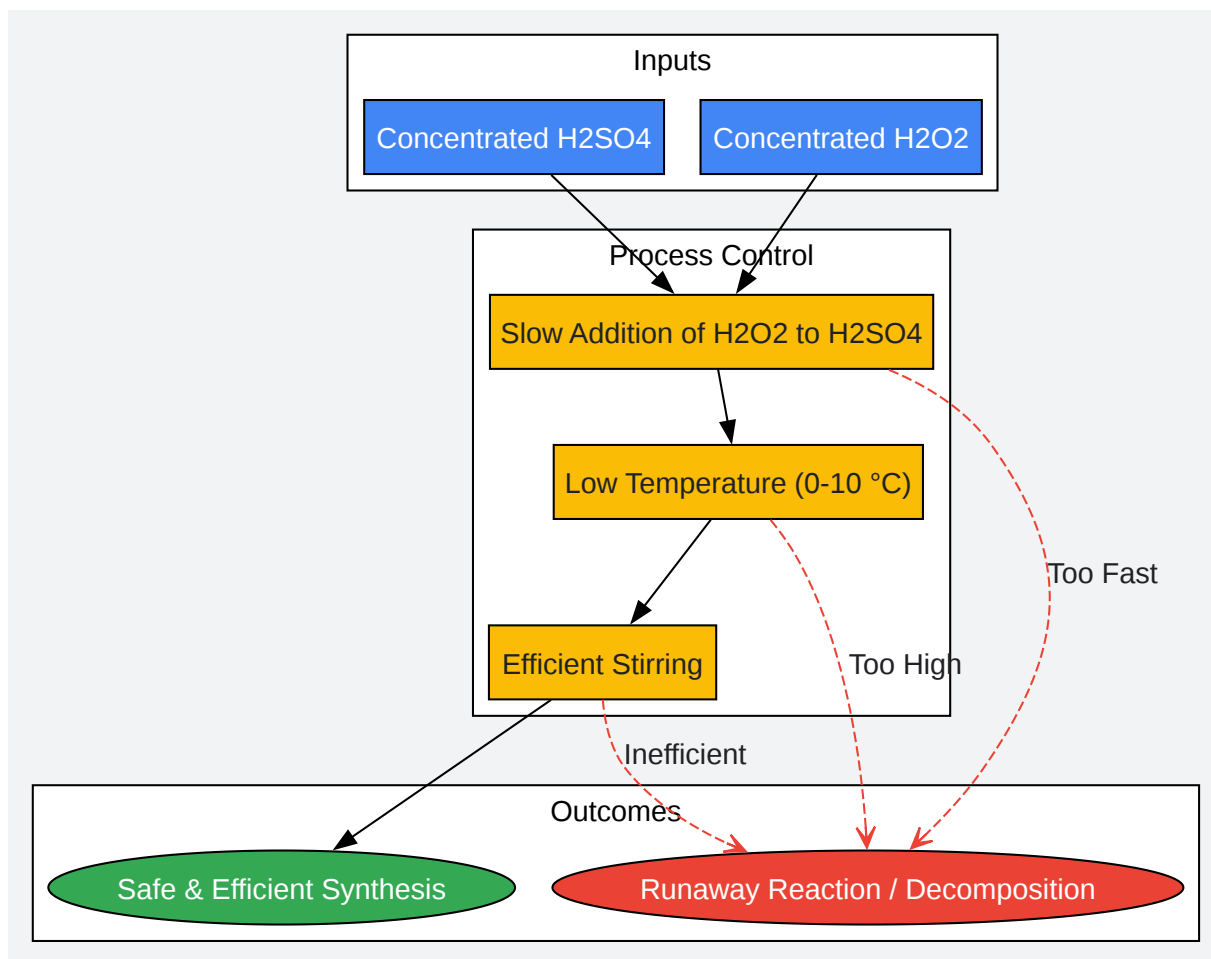 Inputs
Concentrated H2SO4
Concentrated H2O2
Process Control
Slow Addition of H2O2 to H2SO4
Low Temperature (0-10 °C)
Too Fast
Efficient Stirring
Too High
Inefficient
Outcomes
Safe & Efficient Synthesis
Runaway Reaction / Decomposition